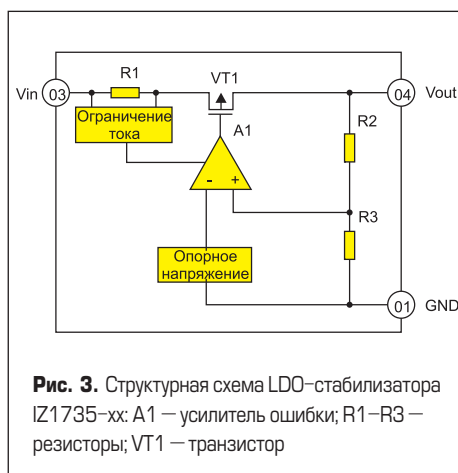 R1
VT1
Vin 03
04 Vout
Ограничение
тока
A1
R2
- +
R3
Опорное
напряжение
01 GND
Рис. 3. Структурная схема LDO-стабилизатора
IZ1735-xx: A1 — усилитель ошибки; R1-R3 —
резисторы; VT1 — транзистор